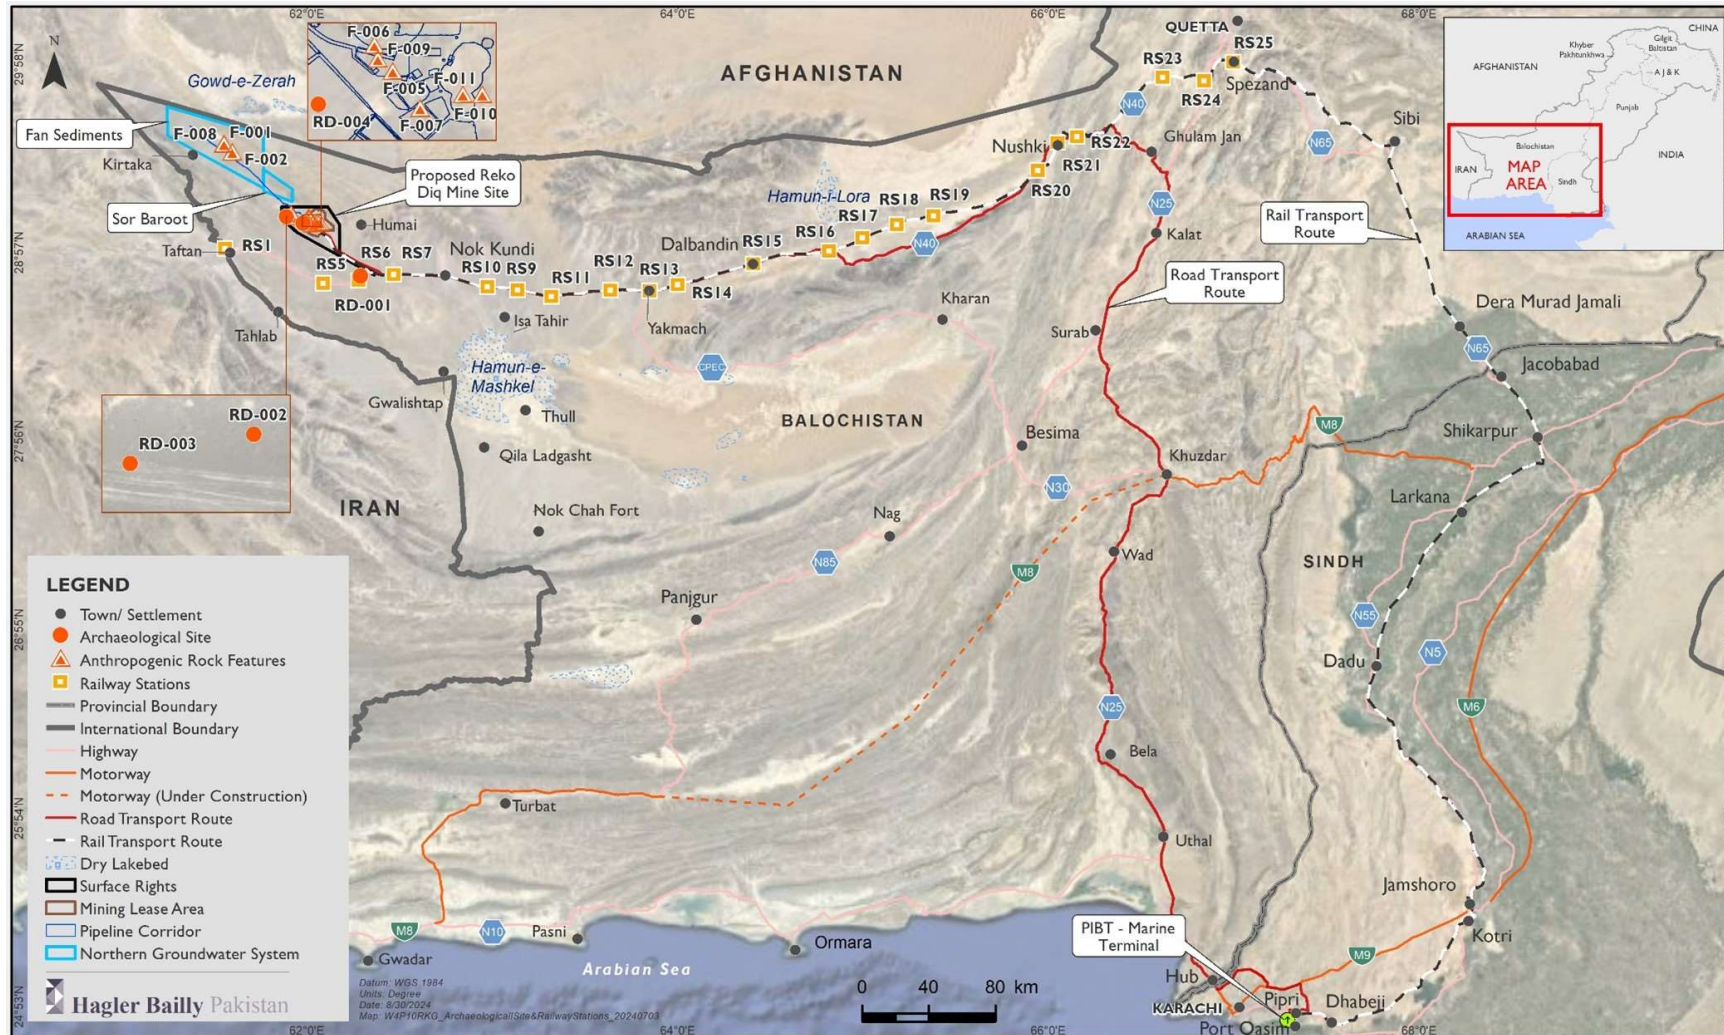 62°0'E
64°0'E
66°0'E
68°0'E
29°58'N
28°57'N
27°56'N
26°55'N
25°54'N
24°53'N
N
Gowd-e-Zerah
F-006
F-009
F-005
F-011
F-010
F-007
RD-004
AFGHANISTAN
QUETTA
RS25
RS23
Spezand
RS24
N40
Ghulam Jan
N65
Sibi
Fan Sediments
F-008
F-001
F-002
Kirtaka
Proposed Reko
Diq Mine Site
Sor Baroot
Humai
Taftan
RS1
RS5
RS6
RS7
RD-001
Nok Kundi
RS10
RS9
RS11
RS12
RS13
RS14
Dalbandin
RS15
RS16
RS17
RS18
RS19
Hamun-i-Lora
N40
Nushki
RS20
RS21
RS22
N25
Kalat
Rail Transport
Route
Road Transport
Route
Tahlab
Isa Tahir
Yakmach
Kharan
Surab
Dera Murad Jamali
N65
Jacobabad
CPEC
Hamun-e-
Mashkel
Gwalishtap
Thull
BALOCHISTAN
Besima
M8
Shikarpur
RD-002
RD-003
Qila Ladgasht
Khuzdar
N30
Larkana
IRAN
Nok Chah Fort
Nag
Wad
N85
M8
SINDH
Panjgur
N55
N5
Dadu
N25
M6
Bela
Turbat
Uthal
Jamshoro
PIBT - Marine
Terminal
Kotri
M8
N10
Pasni
Ormara
Gwadar
Arabian Sea
M9
Hub
KARACHI
Pipri
Dhabeji
Port Qasim
LEGEND
Town/ Settlement
Archaeological Site
Anthropogenic Rock Features
Railway Stations
Provincial Boundary
International Boundary
Highway
Motorway
Motorway (Under Construction)
Road Transport Route
Rail Transport Route
Dry Lakebed
Surface Rights
Mining Lease Area
Pipeline Corridor
Northern Groundwater System
Hagler Bailly Pakistan
Datum: WGS 1984
Units: Degree
Date: 8/30/2024
Map: W4P10RKG_ArchaeologicallSite&RailwayStations_20240703
0 40 80 km
62°0'E
64°0'E
66°0'E
68°0'E
CHINA
Gilgit
Baltistan
Khyber
Pakhtunkhwa
AFGHANISTAN
A J & K
Punjab
Balochistan
IRAN
MAP
AREA
Sindh
INDIA
ARABIAN SEA